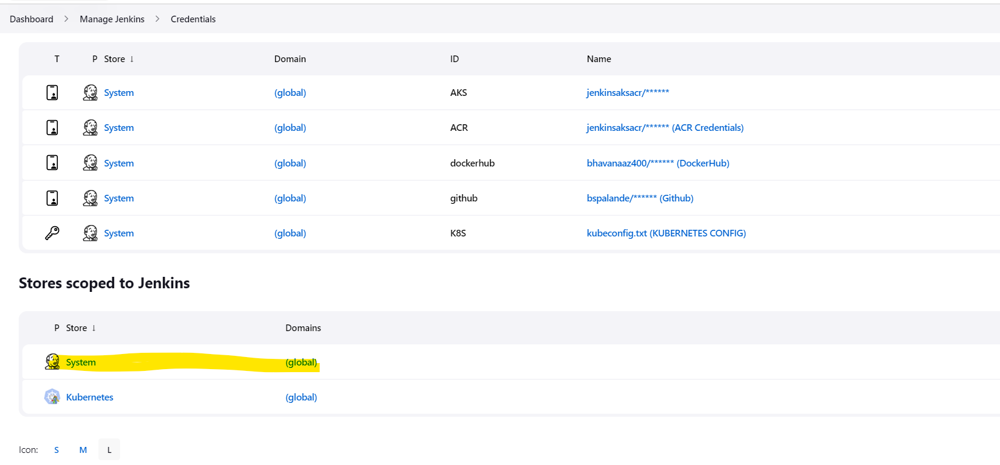 Dashboard > Manage Jenkins > Credentials
T P Store ↓ Domain ID Name
System (global) AKS jenkinsaksacr/******
System (global) ACR jenkinsaksacr/****** (ACR Credentials)
System (global) dockerhub bhavanaaz400/****** (DockerHub)
System (global) github bspalande/****** (Github)
System (global) K8S kubeconfig.txt (KUBERNETES CONFIG)
Stores scoped to Jenkins
P Store ↓ Domains
System (global)
Kubernetes (global)
Icon: S M L